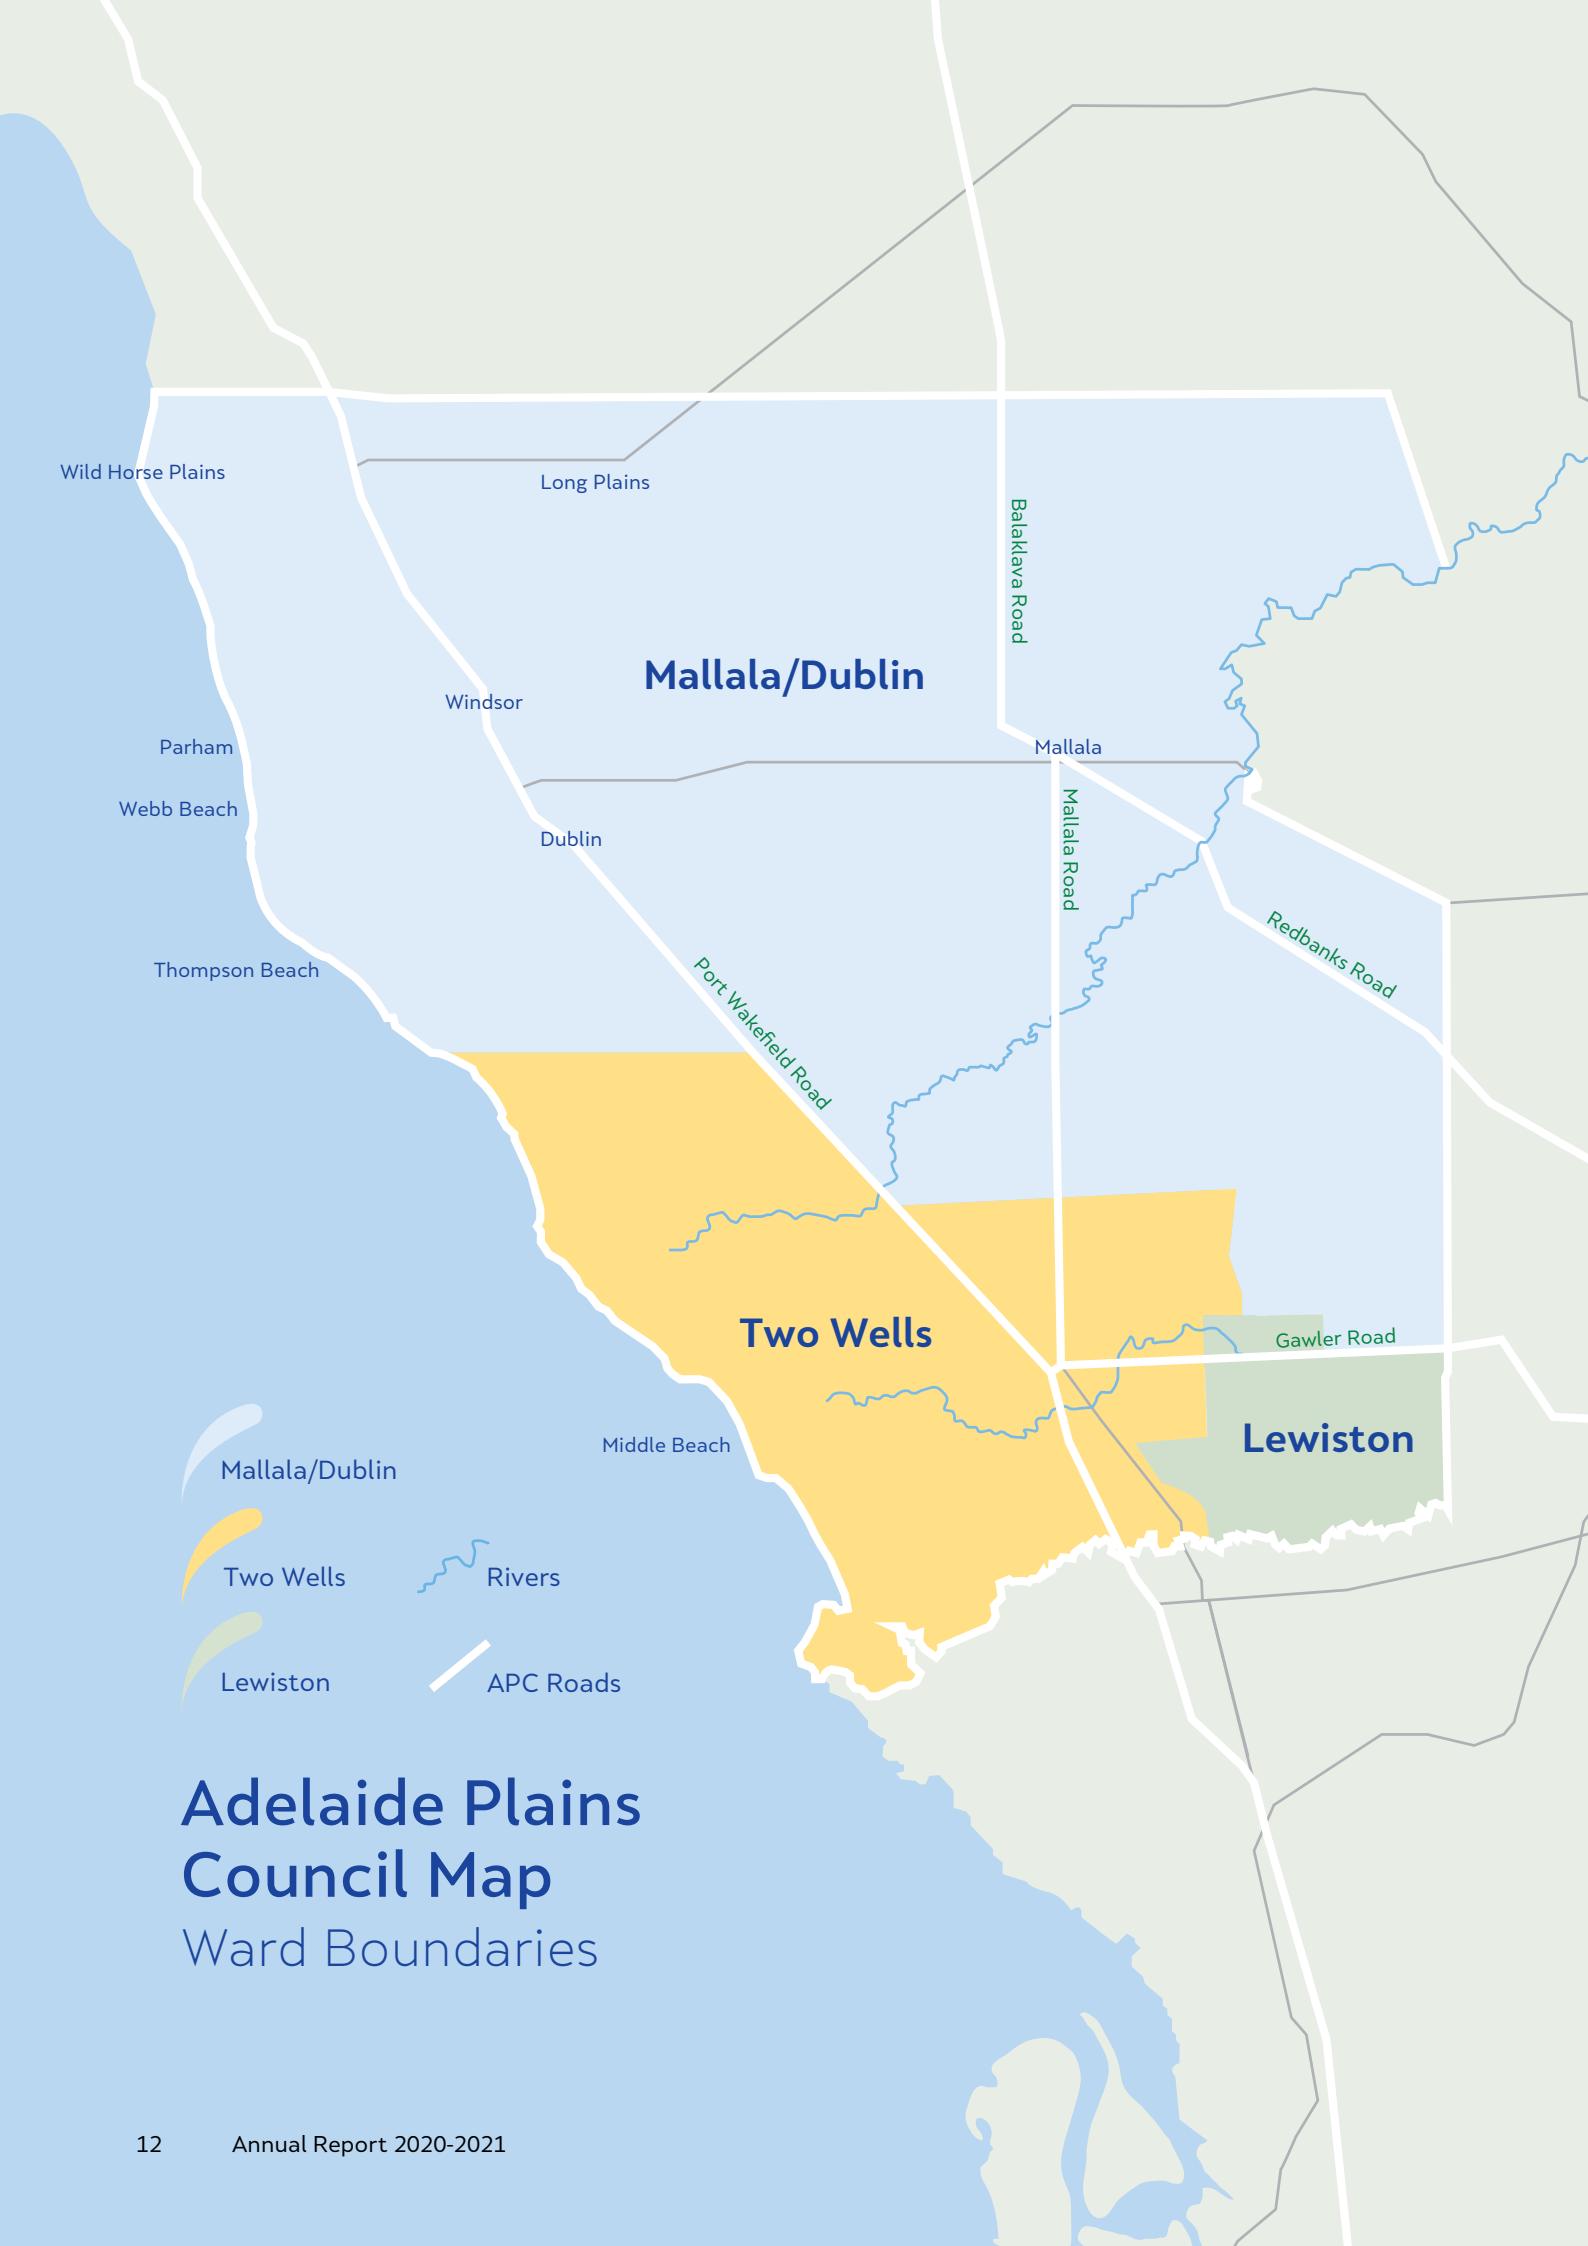 Wild Horse Plains
Long Plains
Balaklava Road
Mallala/Dublin
Windsor
Parham
Mallala
Webb Beach
Mallala Road
Dublin
Redbanks Road
Thompson Beach
Port Wakefield Road
Two Wells
Gawler Road
Lewiston
Middle Beach
Mallala/Dublin
Two Wells
Rivers
Lewiston
APC Roads
Adelaide Plains
Council Map
Ward Boundaries
12 Annual Report 2020-2021